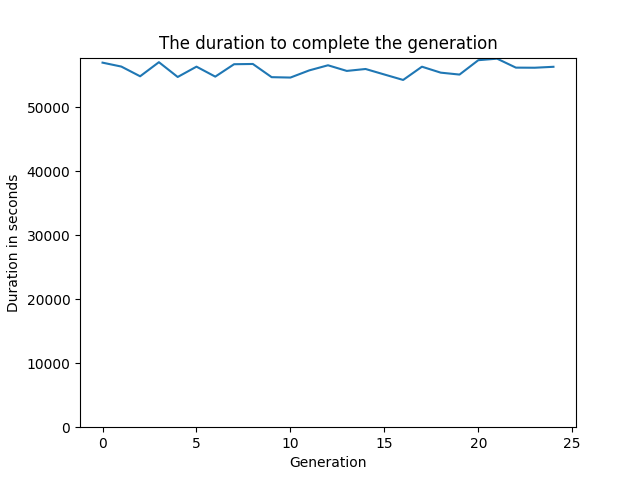 The duration to complete the generation
Duration in seconds
50000
40000
30000
20000
10000
0
0 5 10 15 20 25
Generation